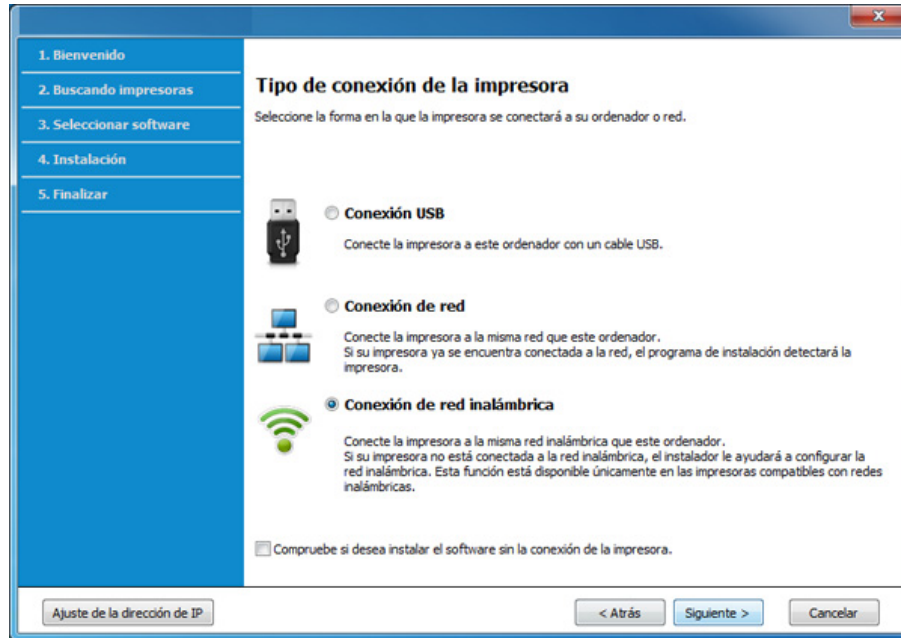 1. Bienvenido
2. Buscando impresoras
3. Seleccionar software
4. Instalación
5. Finalizar
Tipo de conexión de la impresora
Seleccione la forma en la que la impresora se conectará a su ordenador o red.
Conexión USB
Conecte la impresora a este ordenador con un cable USB.
Conexión de red
Conecte la impresora a la misma red que este ordenador.
Si su impresora ya se encuentra conectada a la red, el programa de instalación detectará la
impresora.
Conexión de red inalámbrica
Conecte la impresora a la misma red inalámbrica que este ordenador.
Si su impresora no está conectada a la red inalámbrica, el instalador le ayudará a configurar la
red inalámbrica. Esta función está disponible únicamente en las impresoras compatibles con redes
inalámbricas.
Compruebe si desea instalar el software sin la conexión de la impresora.
Ajuste de la dirección de IP
< Atrás
Siguiente >
Cancelar